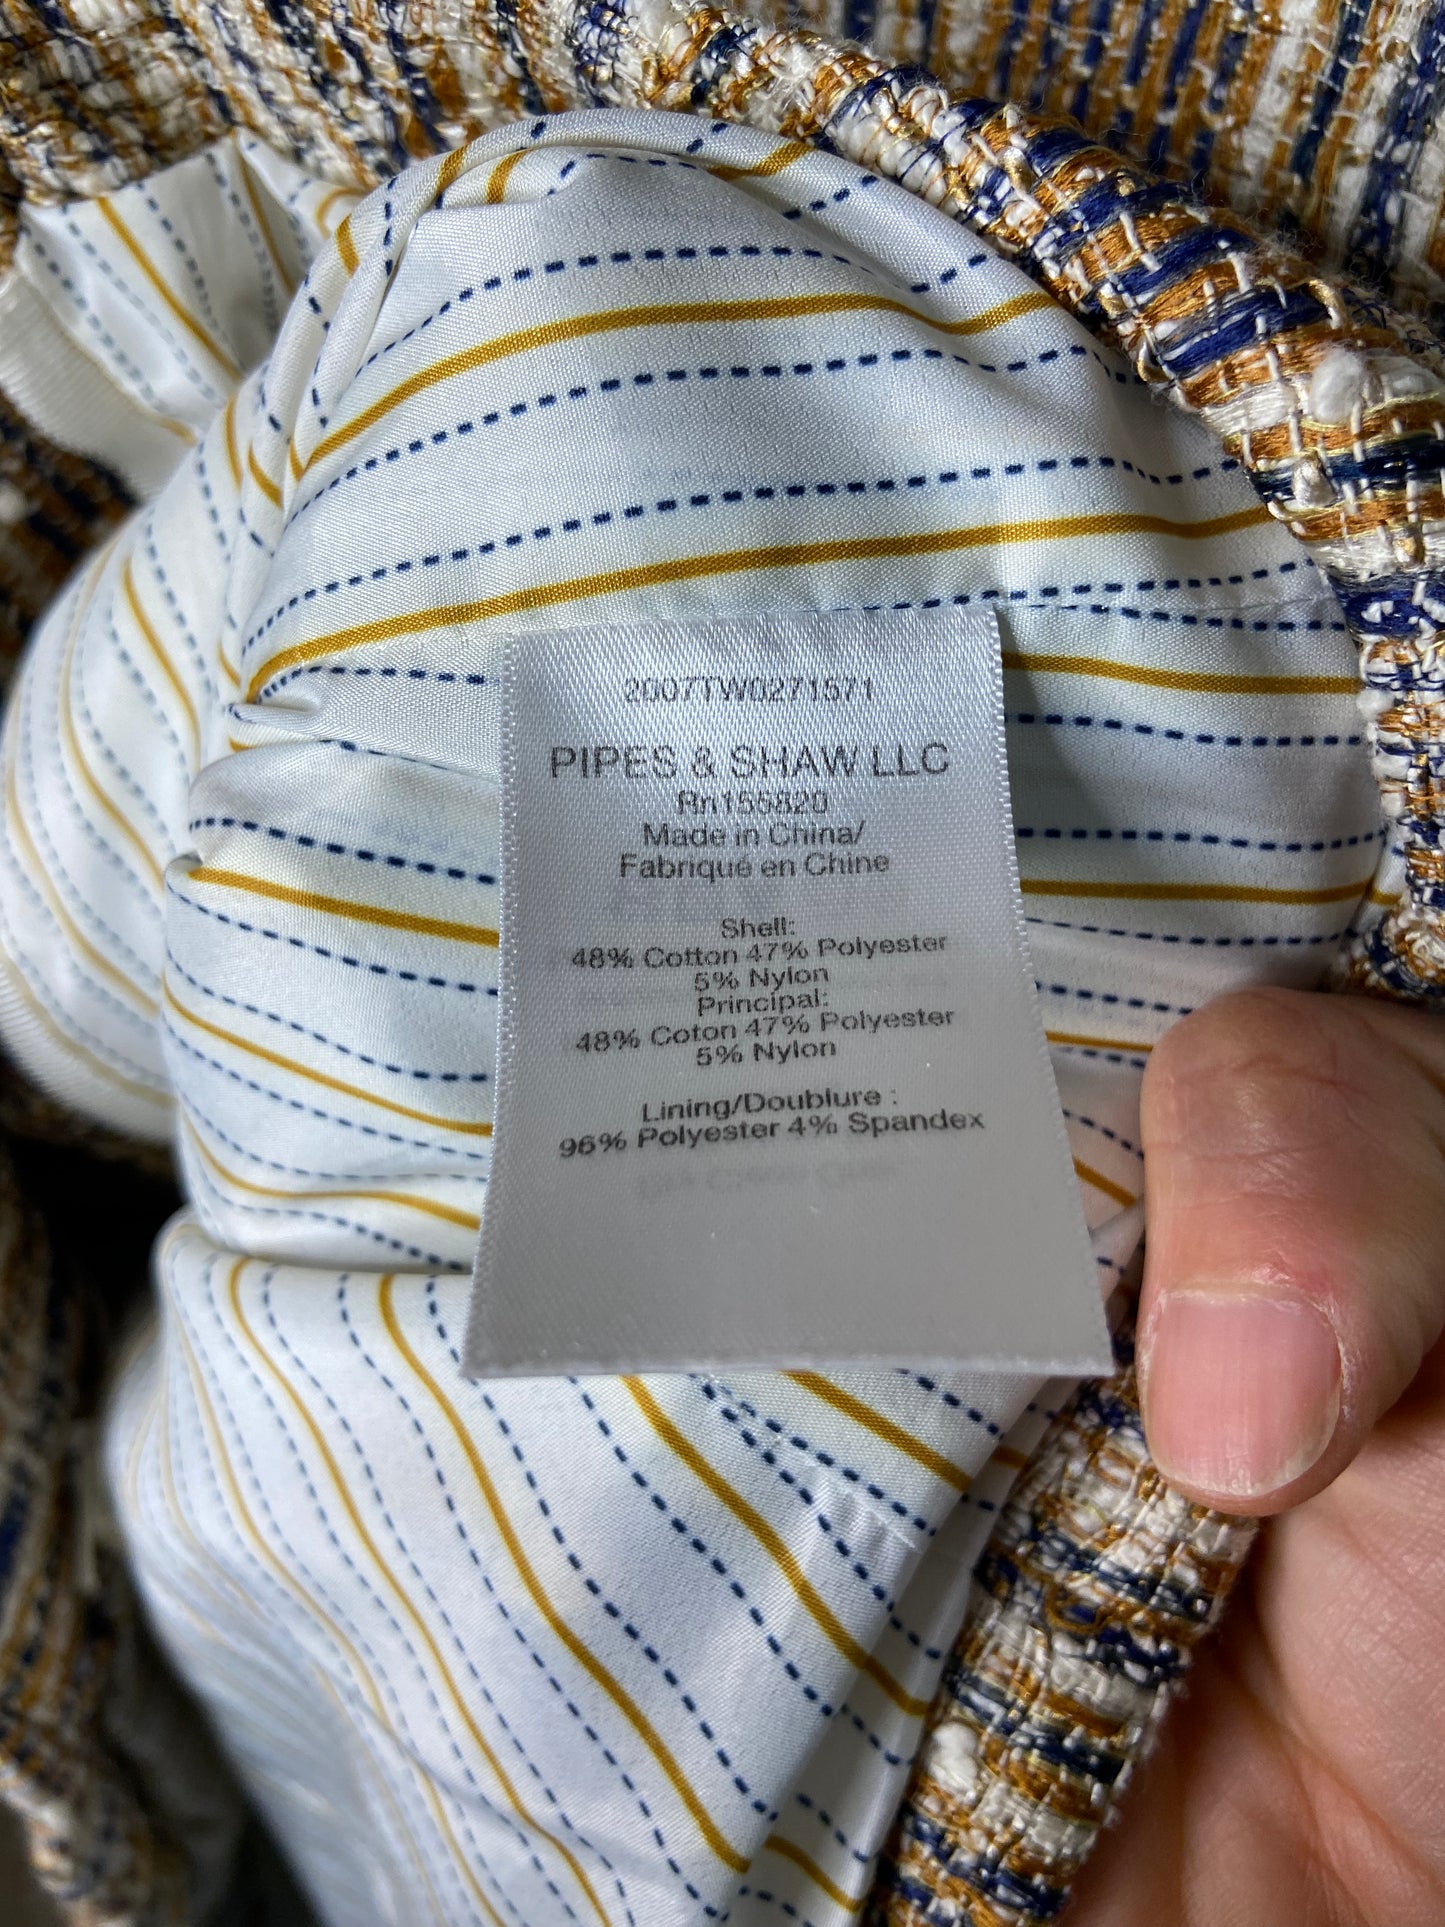 2007TW0271571
PIPES & SHAW LLC
Rn155820
Made in China/
Fabriqué en Chine
Shell:
48% Cotton 47% Polyester
5% Nylon
Principal:
48% Coton 47% Polyester
5% Nylon
Lining/Doublure :
96% Polyester 4% Spandex